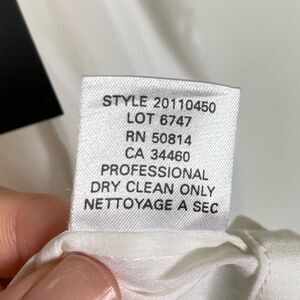 STYLE 20110450
LOT 6747
RN 50814
CA 34460
PROFESSIONAL
DRY CLEAN ONLY
NETTOYAGE A SEC